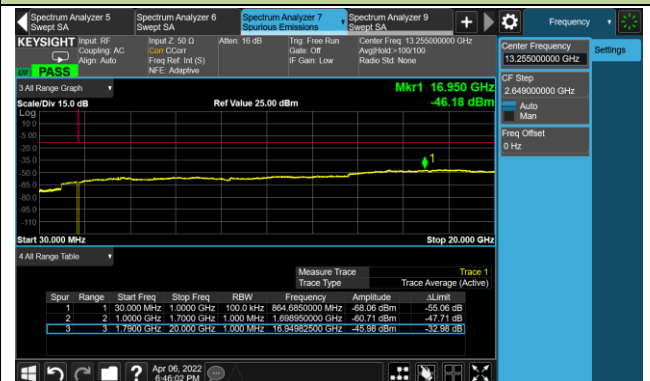 Spectrum Analyzer 5
Swept SA
Spectrum Analyzer 6
Swept SA
Spectrum Analyzer 7
Spurious Emissions
Spectrum Analyzer 9
Swept SA
+
Frequency
KEYSIGHT
Input: RF
Coupling: AC
Align: Auto
Input Z: 50 Ω
Corr CCorr
Freq Ref: Int (S)
NFE: Adaptive
Atten: 16 dB
Trig: Free Run
Gate: Off
IF Gain: Low
Center Freq: 13.255000000 GHz
Avg|Hold:>100/100
Radio Std: None
PASS
Center Frequency
13.255000000 GHz
Settings
CF Step
2.649000000 GHz
Auto
Man
Freq Offset
0 Hz
3 All Range Graph
Mkr1 16.950 GHz
Scale/Div 15.0 dB
Ref Value 25.00 dBm
-46.18 dBm
Log
10.0
-5.00
-20.0
-35.0
-50.0
-65.0
-80.0
-95.0
-110
1
Start 30.000 MHz
Stop 20.000 GHz
4 All Range Table
Measure Trace Trace 1
Trace Type Trace Average (Active)
Spur Range Start Freq Stop Freq RBW Frequency Amplitude ΔLimit
1 1 30.000 MHz 1.0000 GHz 100.0 kHz 864.6850000 MHz -68.06 dBm -55.06 dB
2 2 1.0000 GHz 1.7000 GHz 1.000 MHz 1.698950000 GHz -60.71 dBm -47.71 dB
3 3 1.7900 GHz 20.000 GHz 1.000 MHz 16.94982500 GHz -45.98 dBm -32.98 dB
?
Apr 06, 2022
6:46:02 PM